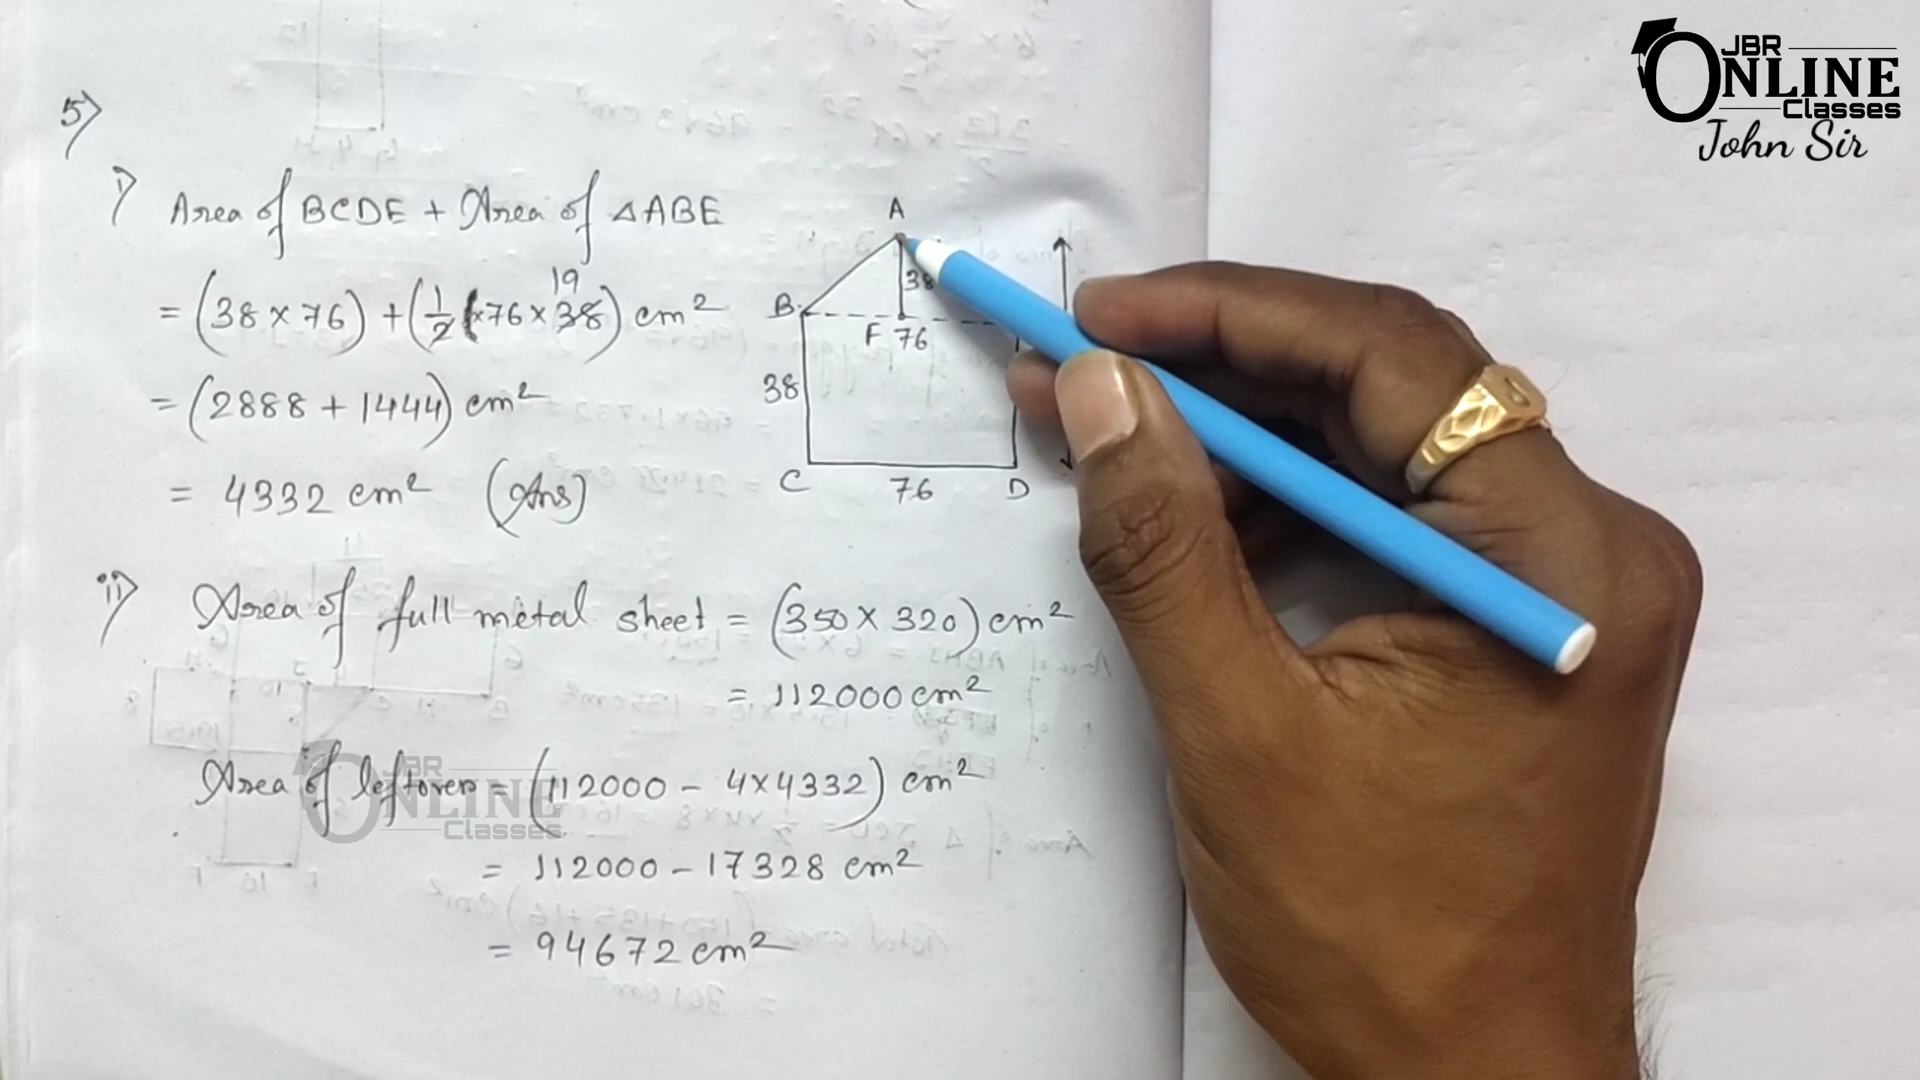 JBR
ONLINE
Classes
John Sir
5)
i) Area of BCDE + Area of △ABE
= (38 × 76) + (1/2 × 76 × 38) cm²
19
= (2888 + 1444) cm²
= 4332 cm² (Ans)
A
38
B
F 76
38
C 76 D
ii) Area of full metal sheet = (350 × 320) cm²
= 112000 cm²
Area of leftover = (112000 - 4×4332) cm²
= 112000 - 17328 cm²
= 94672 cm²
JBR
ONLINE
Classes